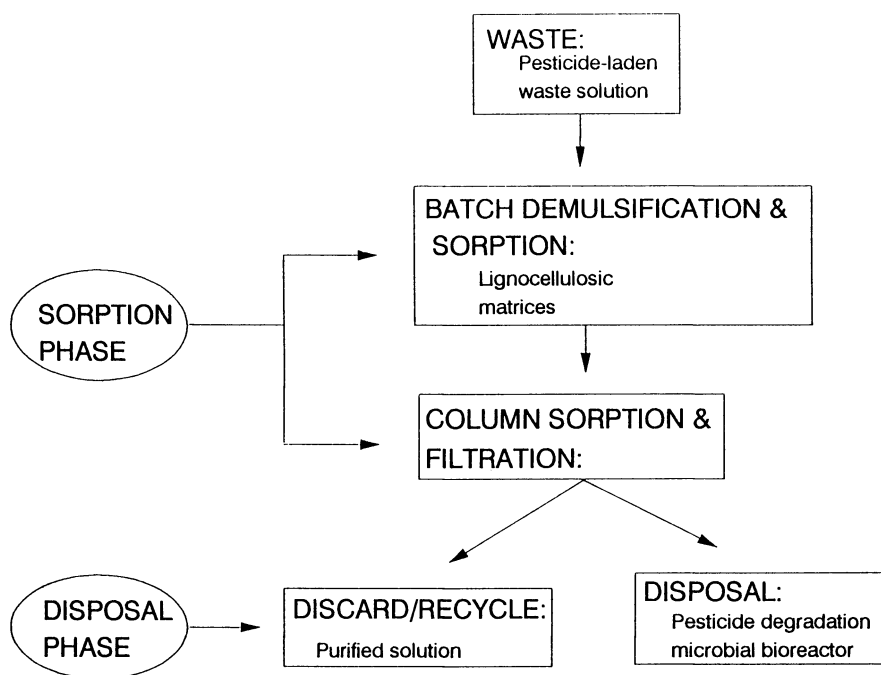 WASTE:
Pesticide-laden
waste solution
BATCH DEMULSIFICATION &
SORPTION:
Lignocellulosic
matrices
SORPTION
PHASE
COLUMN SORPTION &
FILTRATION:
DISPOSAL
PHASE
DISCARD/RECYCLE:
Purified solution
DISPOSAL:
Pesticide degradation
microbial bioreactor